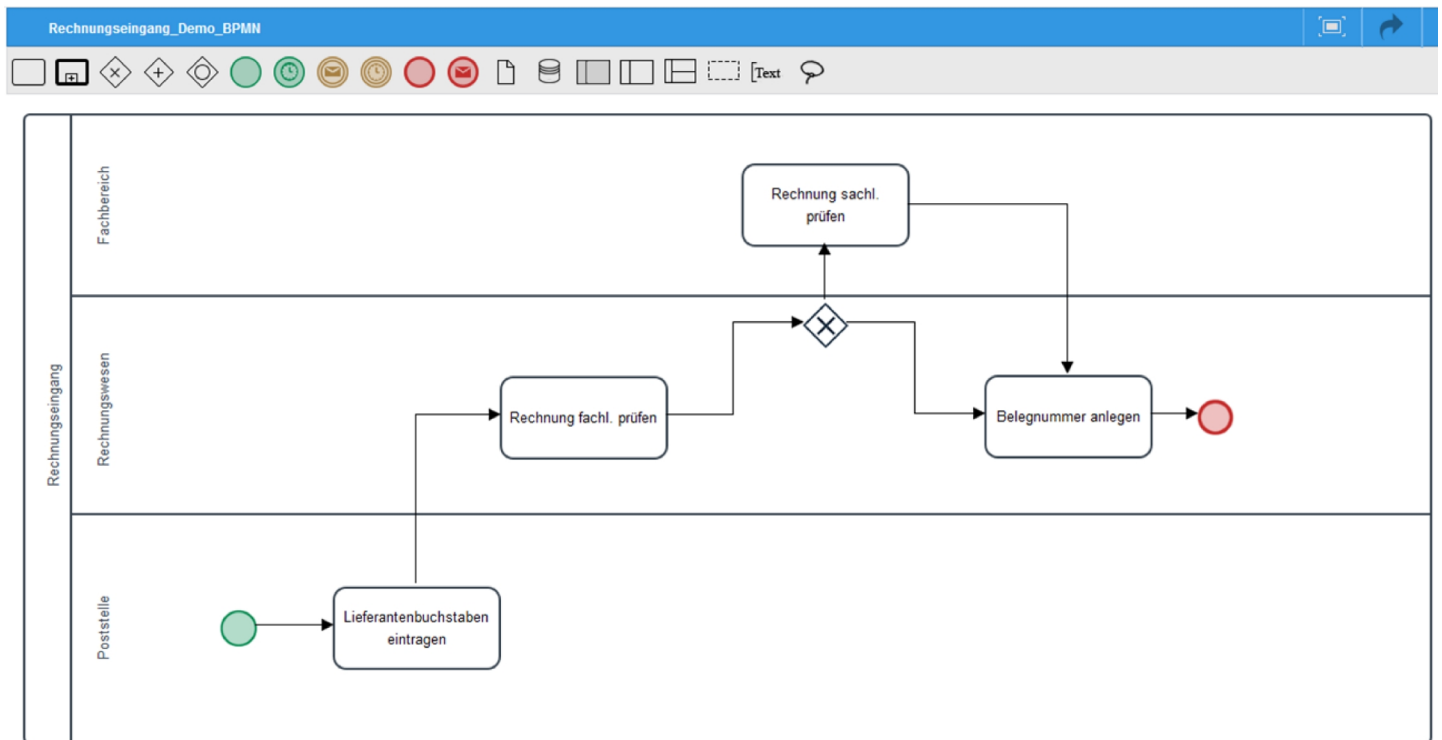 Rechnungseingang_Demo_BPMN
Text
Rechnungseingang
Fachbereich
Rechnung sachl.
prüfen
Rechnungswesen
Rechnung fachl. prüfen
Belegnummer anlegen
Poststelle
Lieferantenbuchstaben
eintragen